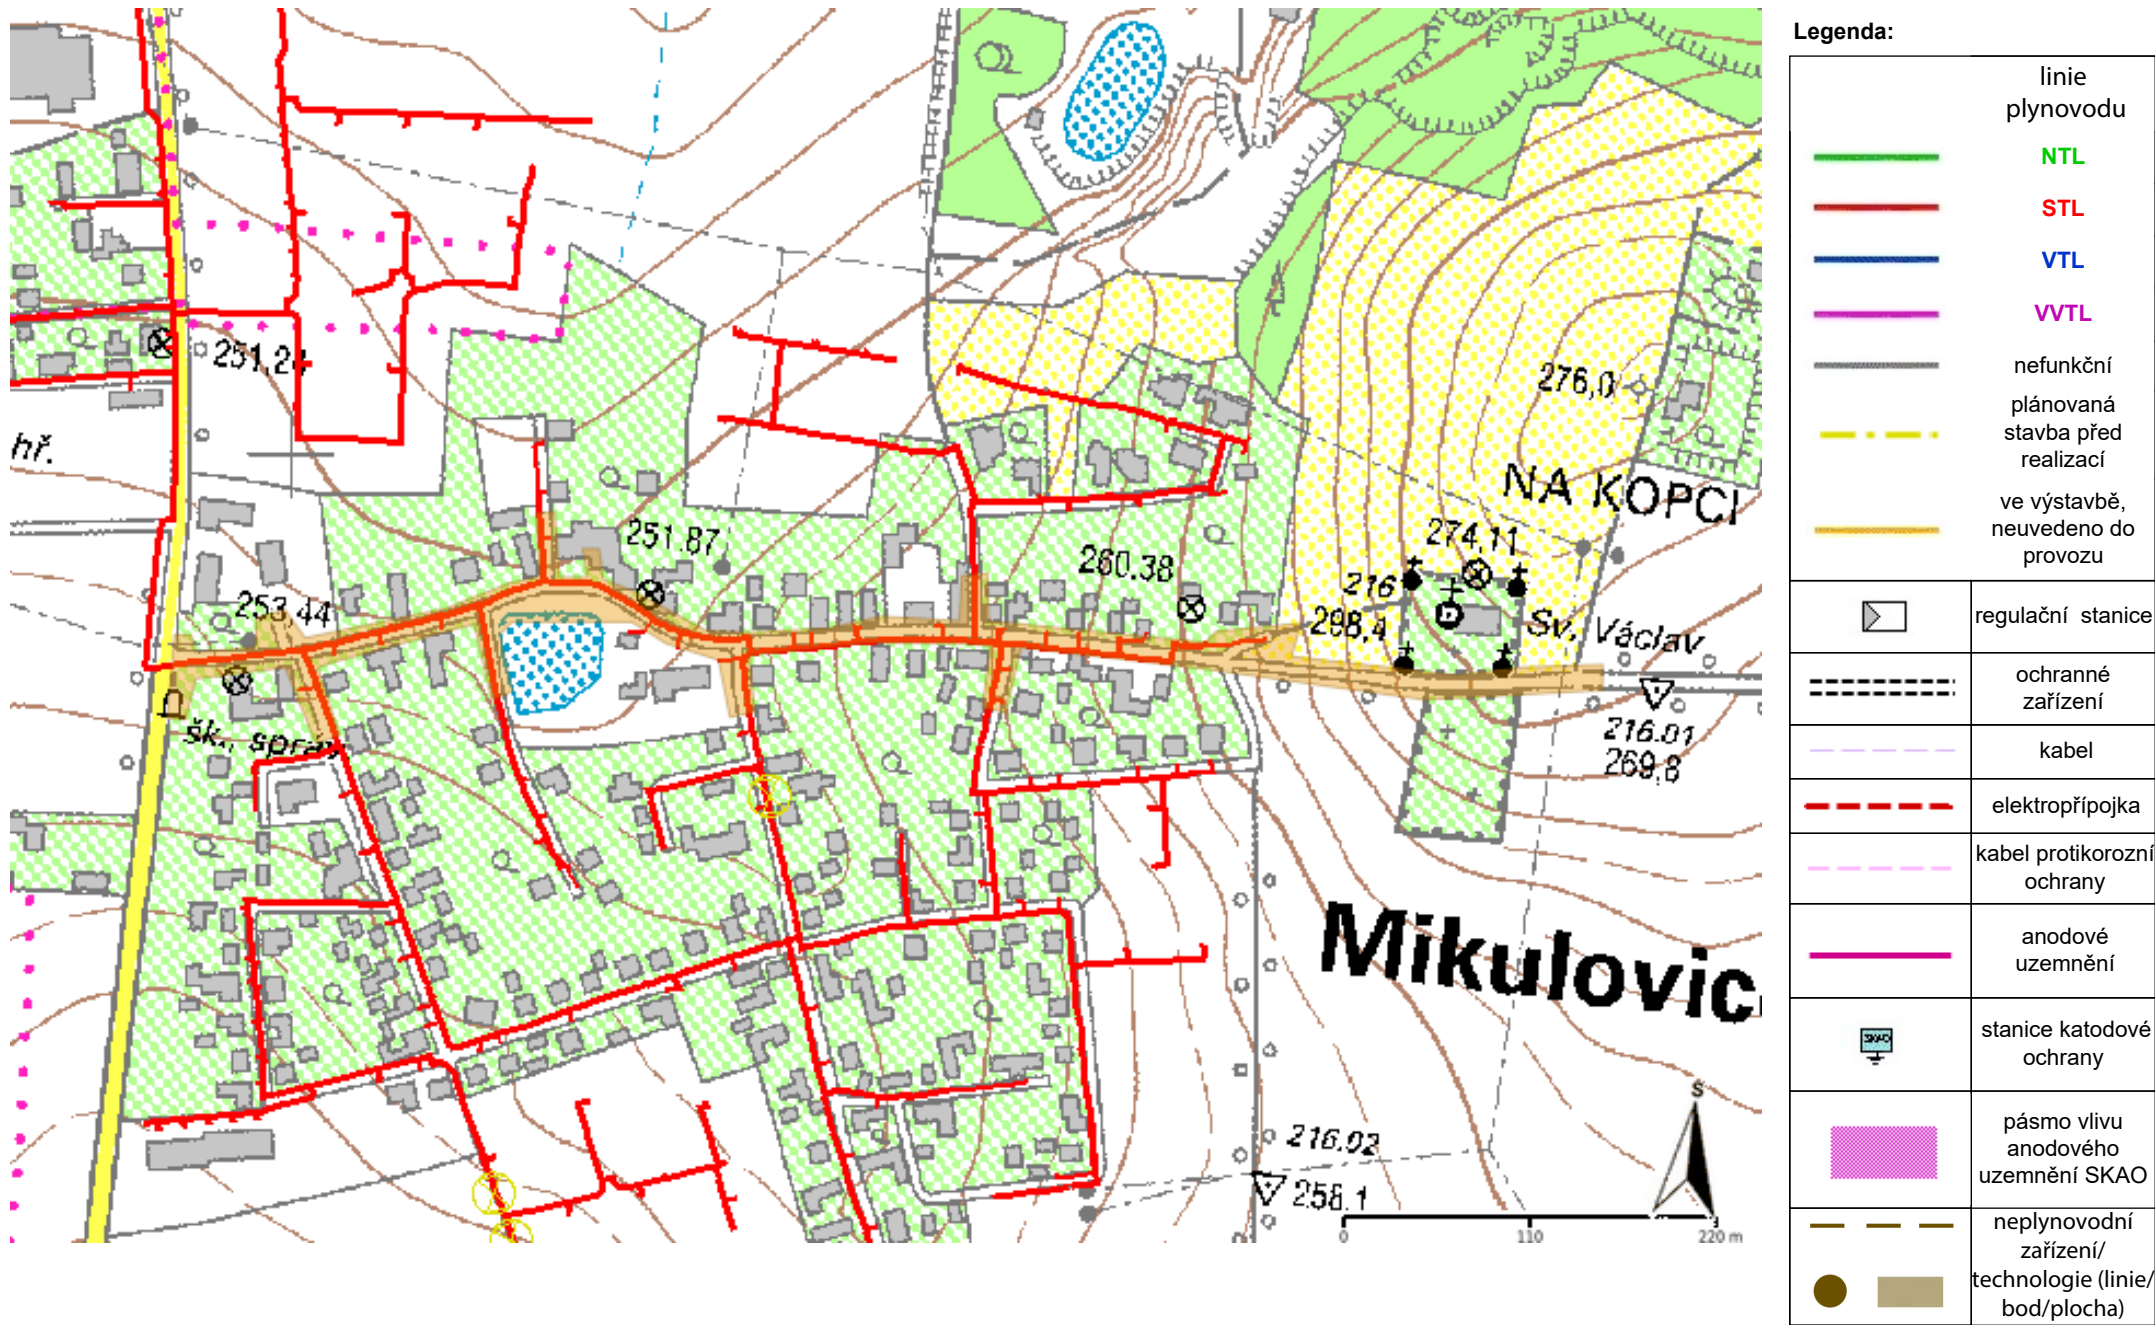 251,24
hř.
276,0
NA KOPCI
251.87
274,11
260.38
216
298,4
253,44
Sv. Václav
216.01
269,8
šk., správ
Mikulovic
216.02
258.1
S
0
110
220 m
Legenda:
linie
plynovodu
NTL
STL
VTL
VVTL
nefunkční
plánovaná
stavba před
realizací
ve výstavbě,
neuvedeno do
provozu
regulační stanice
ochranné
zařízení
kabel
elektropřípojka
kabel protikorozní
ochrany
anodové
uzemnění
SKAO
stanice katodové
ochrany
pásmo vlivu
anodového
uzemnění SKAO
neplynovodní
zařízení/
technologie (linie/
bod/plocha)